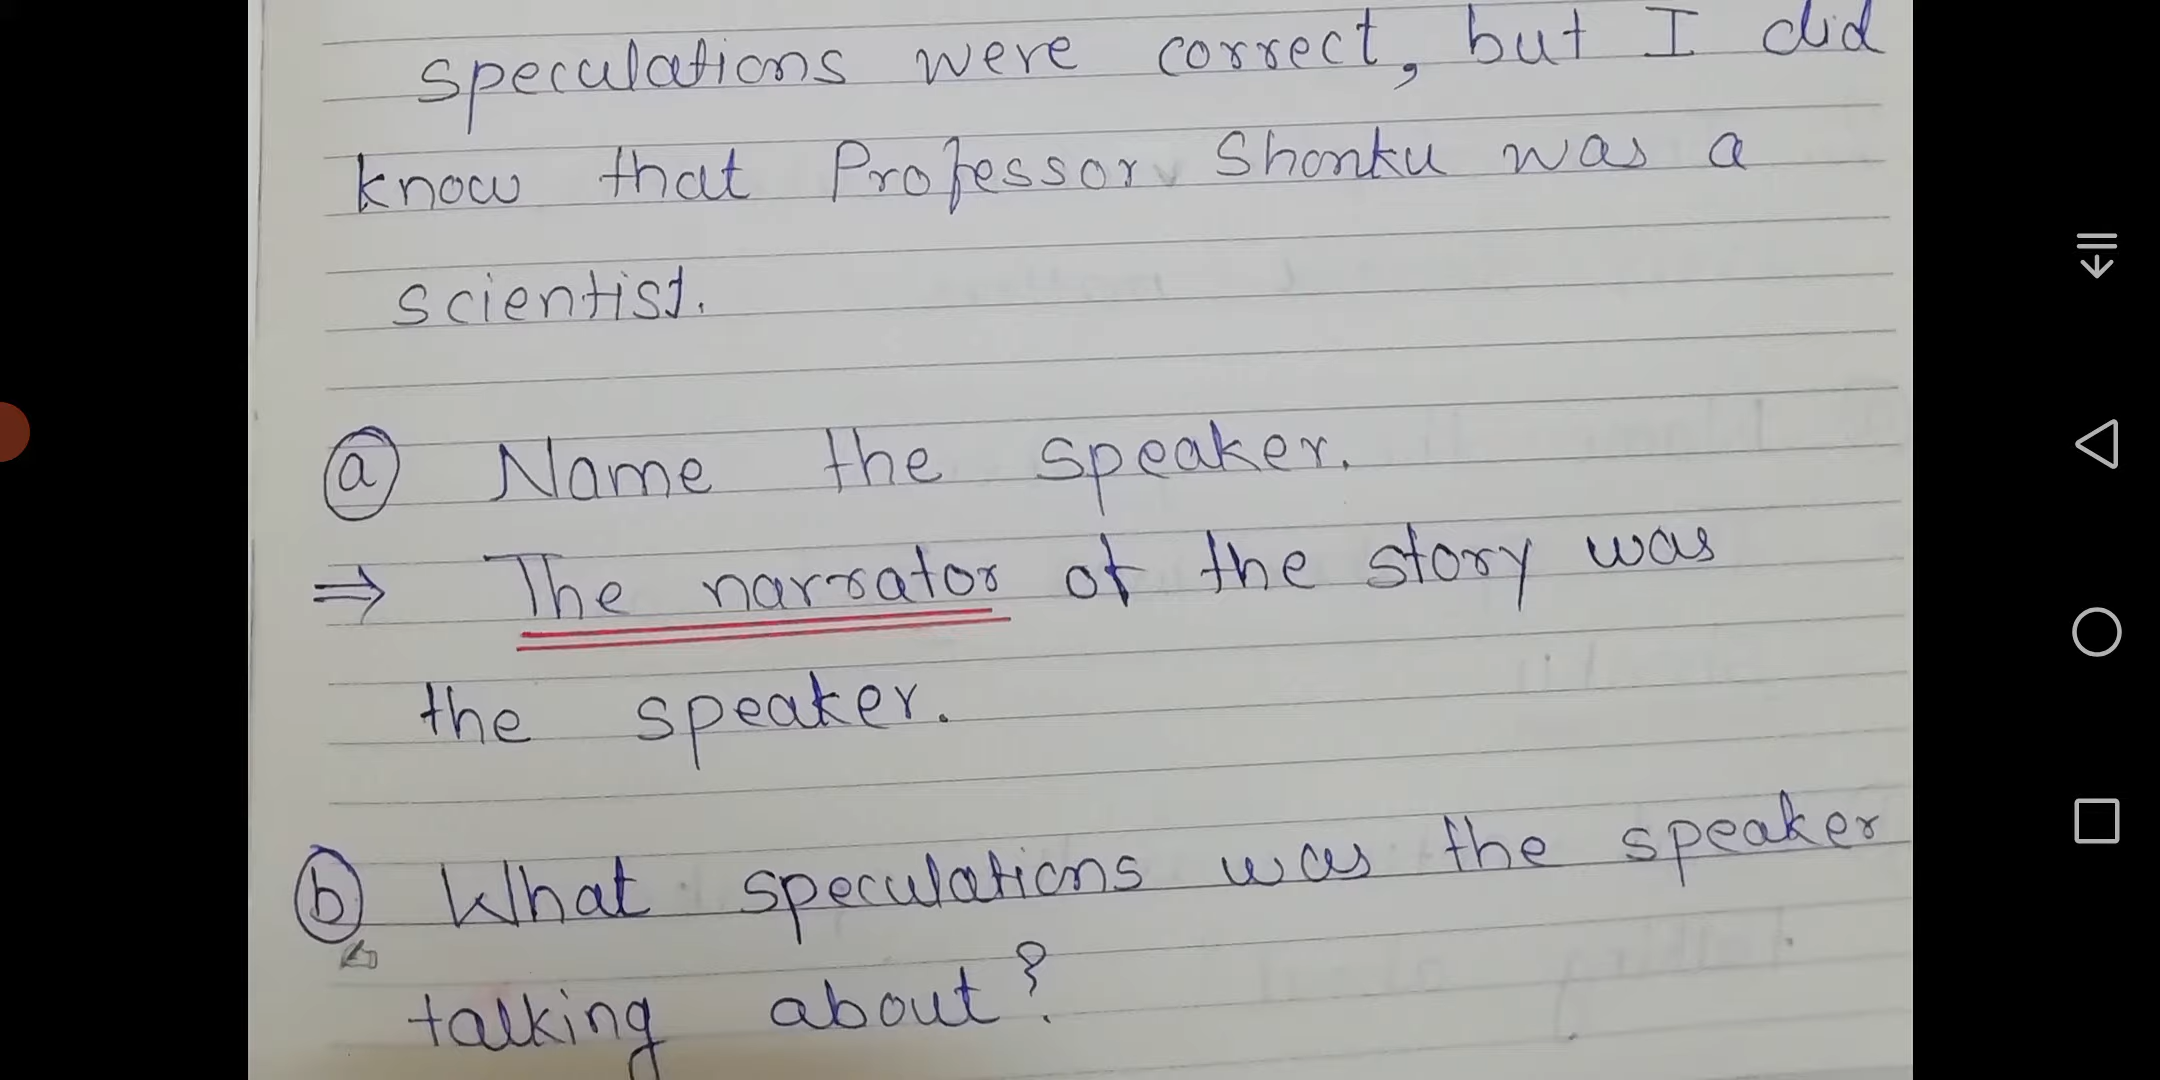 speculations were correct, but I did
know that Professor Shonku was a
scientist.
ⓐ Name the speaker.
⇒ The narrator of the story was
the speaker.
ⓑ What speculations was the speaker
talking about?